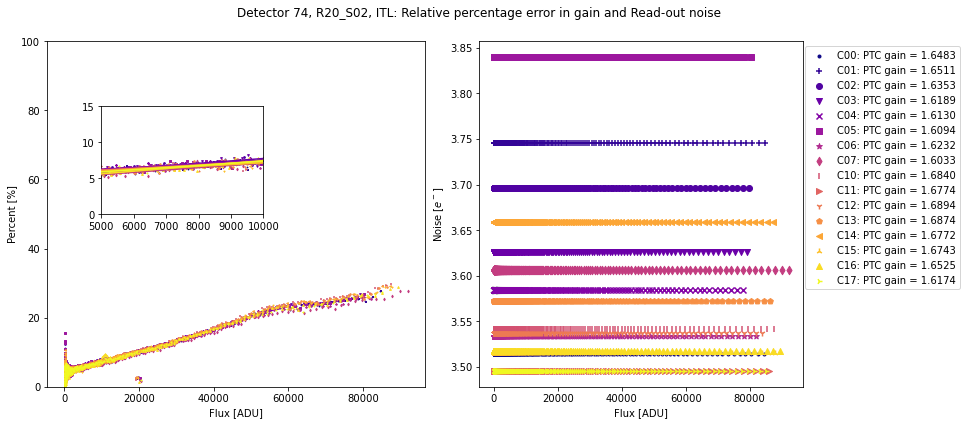 Detector 74, R20_S02, ITL: Relative percentage error in gain and Read-out noise
100
80
60
40
20
0
Percent [%]
15
10
5
0
5000 6000 7000 8000 9000 10000
0 20000 40000 60000 80000
Flux [ADU]
3.85
3.80
3.75
3.70
3.65
3.60
3.55
3.50
Noise [e⁻]
0 20000 40000 60000 80000
Flux [ADU]
C00: PTC gain = 1.6483
C01: PTC gain = 1.6511
C02: PTC gain = 1.6353
C03: PTC gain = 1.6189
C04: PTC gain = 1.6130
C05: PTC gain = 1.6094
C06: PTC gain = 1.6232
C07: PTC gain = 1.6033
C10: PTC gain = 1.6840
C11: PTC gain = 1.6774
C12: PTC gain = 1.6894
C13: PTC gain = 1.6874
C14: PTC gain = 1.6772
C15: PTC gain = 1.6743
C16: PTC gain = 1.6525
C17: PTC gain = 1.6174